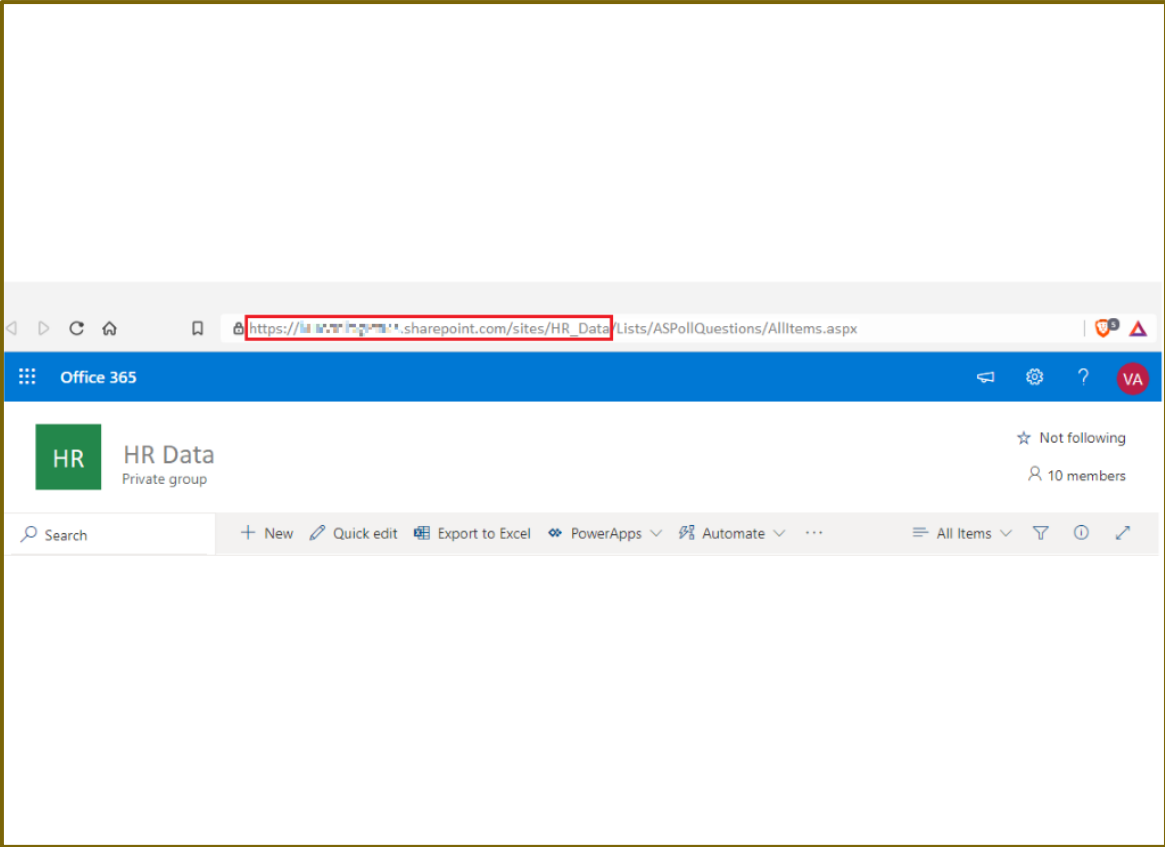 https:// .sharepoint.com/sites/HR_Data/Lists/ASPollQuestions/AllItems.aspx
5
Office 365
?
VA
HR
HR Data
Private group
Not following
10 members
Search
New Quick edit Export to Excel PowerApps Automate ... All Items